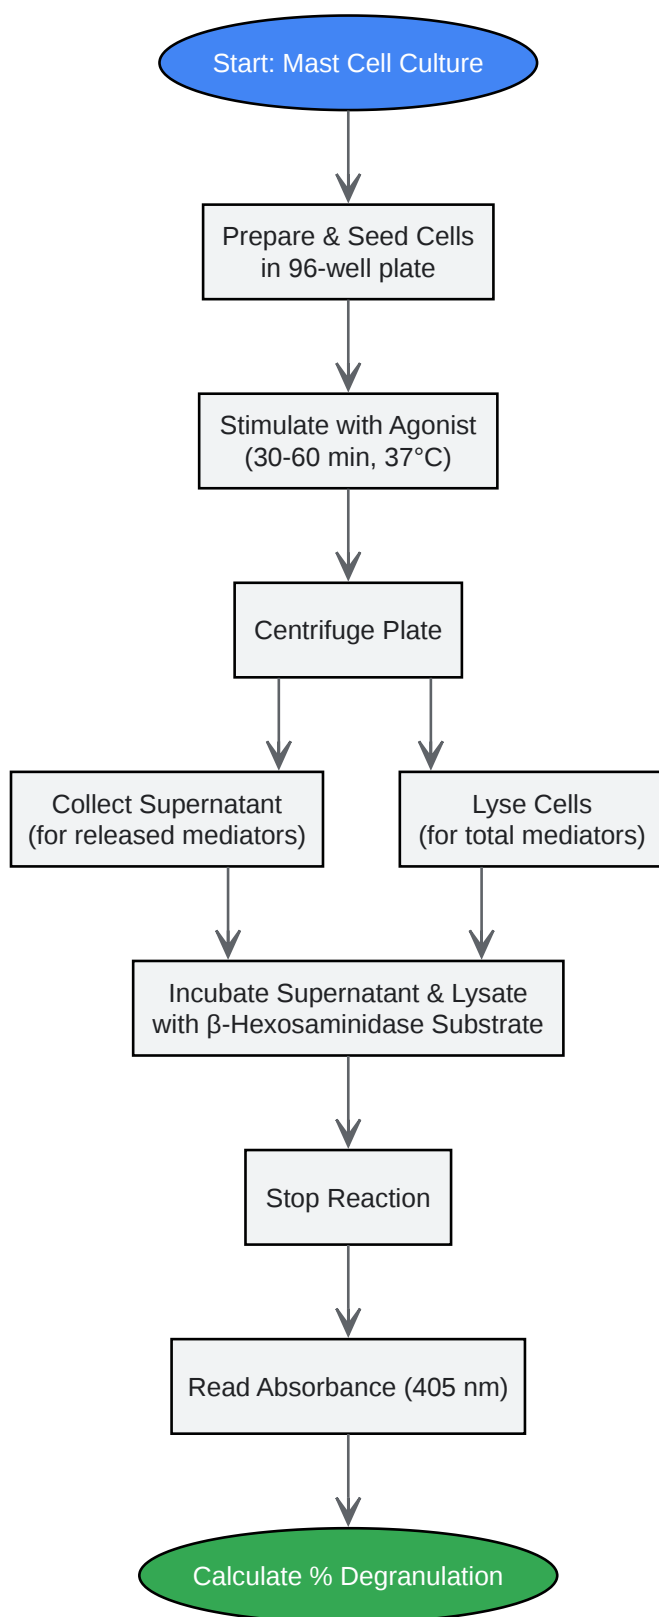 Start: Mast Cell Culture
Prepare & Seed Cells
in 96-well plate
Stimulate with Agonist
(30-60 min, 37°C)
Centrifuge Plate
Collect Supernatant
(for released mediators)
Lyse Cells
(for total mediators)
Incubate Supernatant & Lysate
with β-Hexosaminidase Substrate
Stop Reaction
Read Absorbance (405 nm)
Calculate % Degranulation